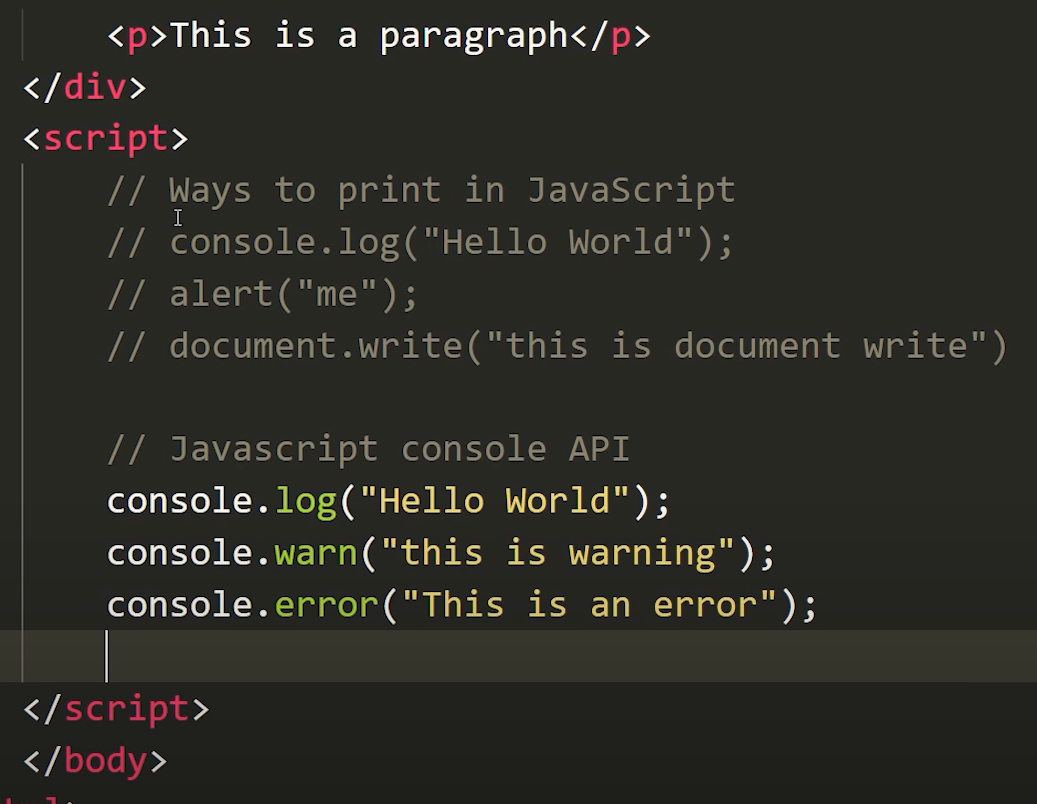 <p>This is a paragraph</p>
</div>
<script>
// Ways to print in JavaScript
// console.log("Hello World");
// alert("me");
// document.write("this is document write")
// Javascript console API
console.log("Hello World");
console.warn("this is warning");
console.error("This is an error");
</script>
</body>